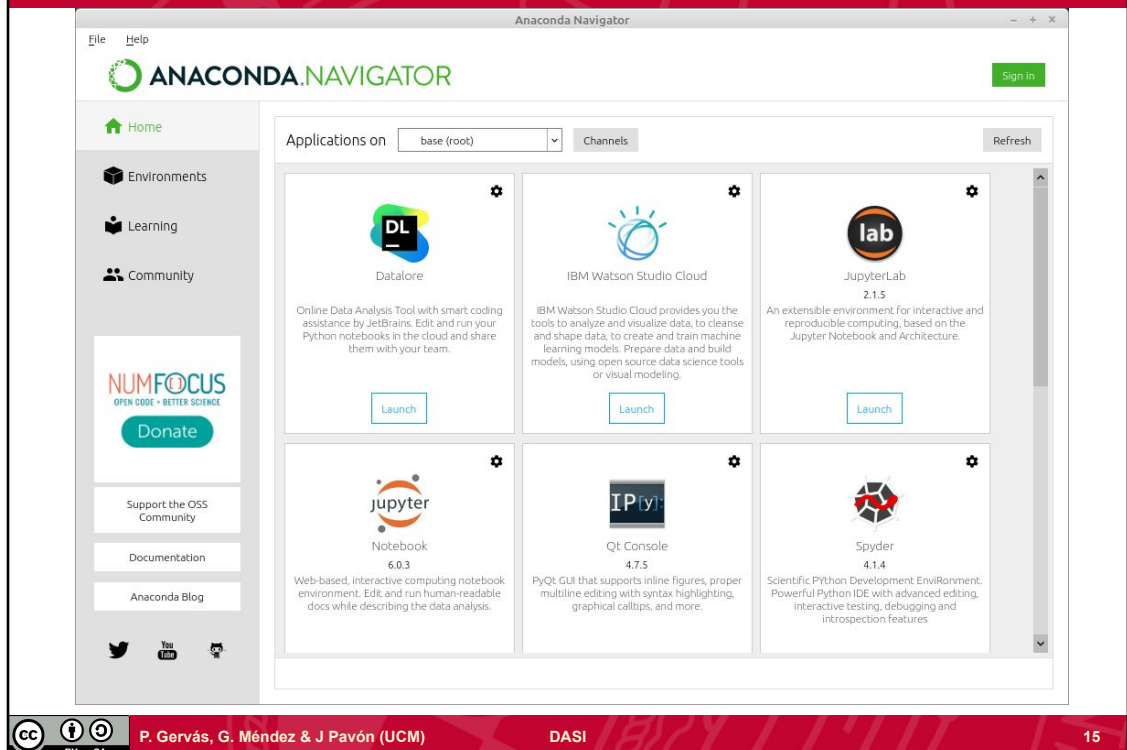 Anaconda Navigator
File Help
ANACONDA.NAVIGATOR
Sign in
Home
Environments
Learning
Community
NUMFOCUS
OPEN CODE = BETTER SCIENCE
Donate
Support the OSS
Community
Documentation
Anaconda Blog
You
Tube
Applications on base (root) Channels Refresh
DL
Datalore
Online Data Analysis Tool with smart coding
assistance by JetBrains. Edit and run your
Python notebooks in the cloud and share
them with your team.
Launch
IBM Watson Studio Cloud
IBM Watson Studio Cloud provides you the
tools to analyze and visualize data, to cleanse
and shape data, to create and train machine
learning models. Prepare data and build
models, using open source data science tools
or visual modeling.
Launch
lab
JupyterLab
2.1.5
An extensible environment for interactive and
reproducible computing, based on the
Jupyter Notebook and Architecture.
Launch
jupyter
Notebook
6.0.3
Web-based, interactive computing notebook
environment. Edit and run human-readable
docs while describing the data analysis.
IP[y]:
Qt Console
4.7.5
PyQt GUI that supports inline figures, proper
multiline editing with syntax highlighting,
graphical calltips, and more.
Spyder
4.1.4
Scientific PYthon Development EnviRonment.
Powerful Python IDE with advanced editing,
interactive testing, debugging and
introspection features
cc
P. Gervás, G. Méndez & J Pavón (UCM) DASI 15